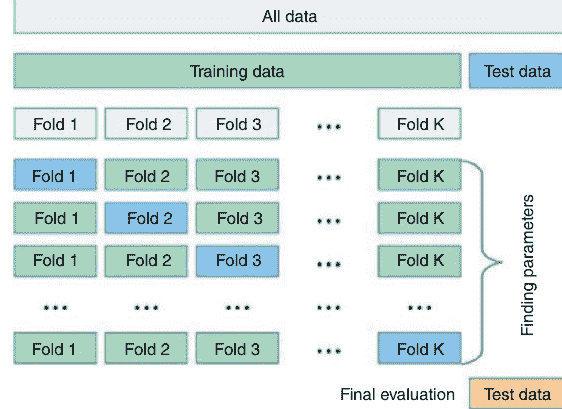 All data
Training data Test data
Fold 1 Fold 2 Fold 3 ... Fold K
Fold 1 Fold 2 Fold 3 ... Fold K
Fold 1 Fold 2 Fold 3 ... Fold K
Fold 1 Fold 2 Fold 3 ... Fold K
... ... ... ... ...
Fold 1 Fold 2 Fold 3 ... Fold K
Finding parameters
Final evaluation Test data